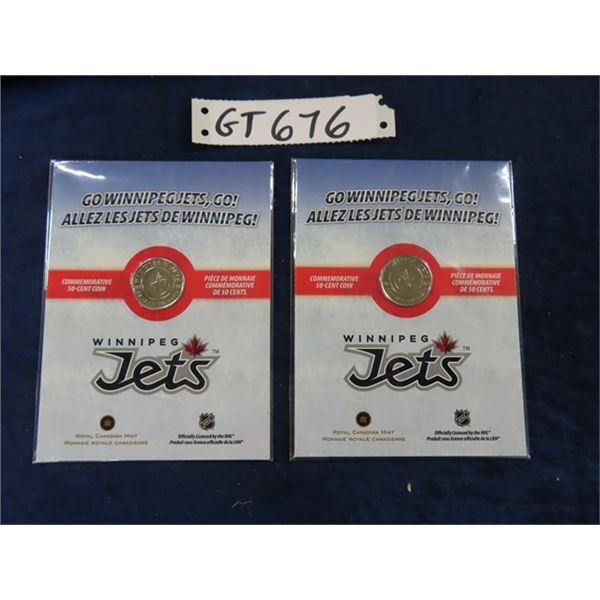 GT 676
GO WINNIPEG JETS, GO!
ALLEZ LES JETS DE WINNIPEG!
COMMEMORATIVE
50-CENT COIN
PIÈCE DE MONNAIE
COMMÉMORATIVE
DE 50 CENTS
WINNIPEG
Jets™
ROYAL CANADIAN MINT
MONNAIE ROYALE CANADIENNE
Officially Licensed by the NHL®
Produit sous licence officielle de la LNH®
GO WINNIPEG JETS, GO!
ALLEZ LES JETS DE WINNIPEG!
COMMEMORATIVE
50-CENT COIN
PIÈCE DE MONNAIE
COMMÉMORATIVE
DE 50 CENTS
WINNIPEG
Jets™
ROYAL CANADIAN MINT
MONNAIE ROYALE CANADIENNE
Officially Licensed by the NHL®
Produit sous licence officielle de la LNH®